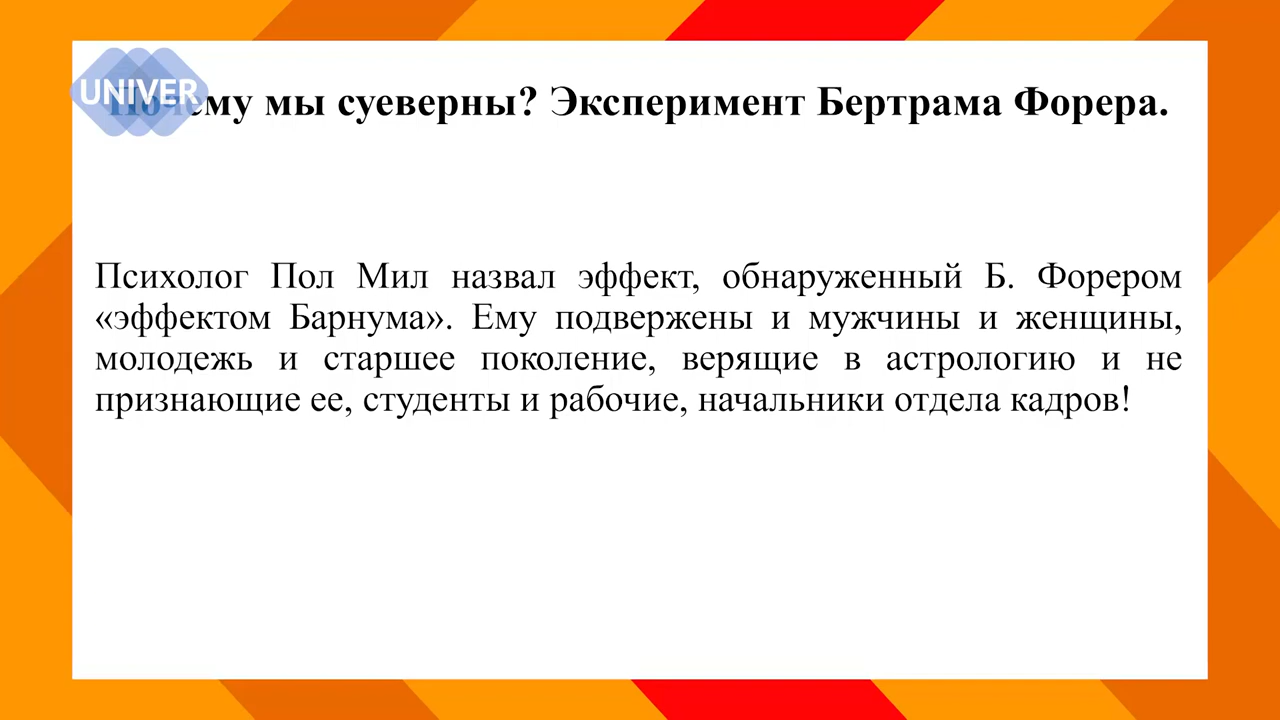 UNIVER
Почему мы суеверны? Эксперимент Бертрама Форера.
Психолог Пол Мил назвал эффект, обнаруженный Б. Форером
«эффектом Барнума». Ему подвержены и мужчины и женщины,
молодежь и старшее поколение, верящие в астрологию и не
признающие ее, студенты и рабочие, начальники отдела кадров!